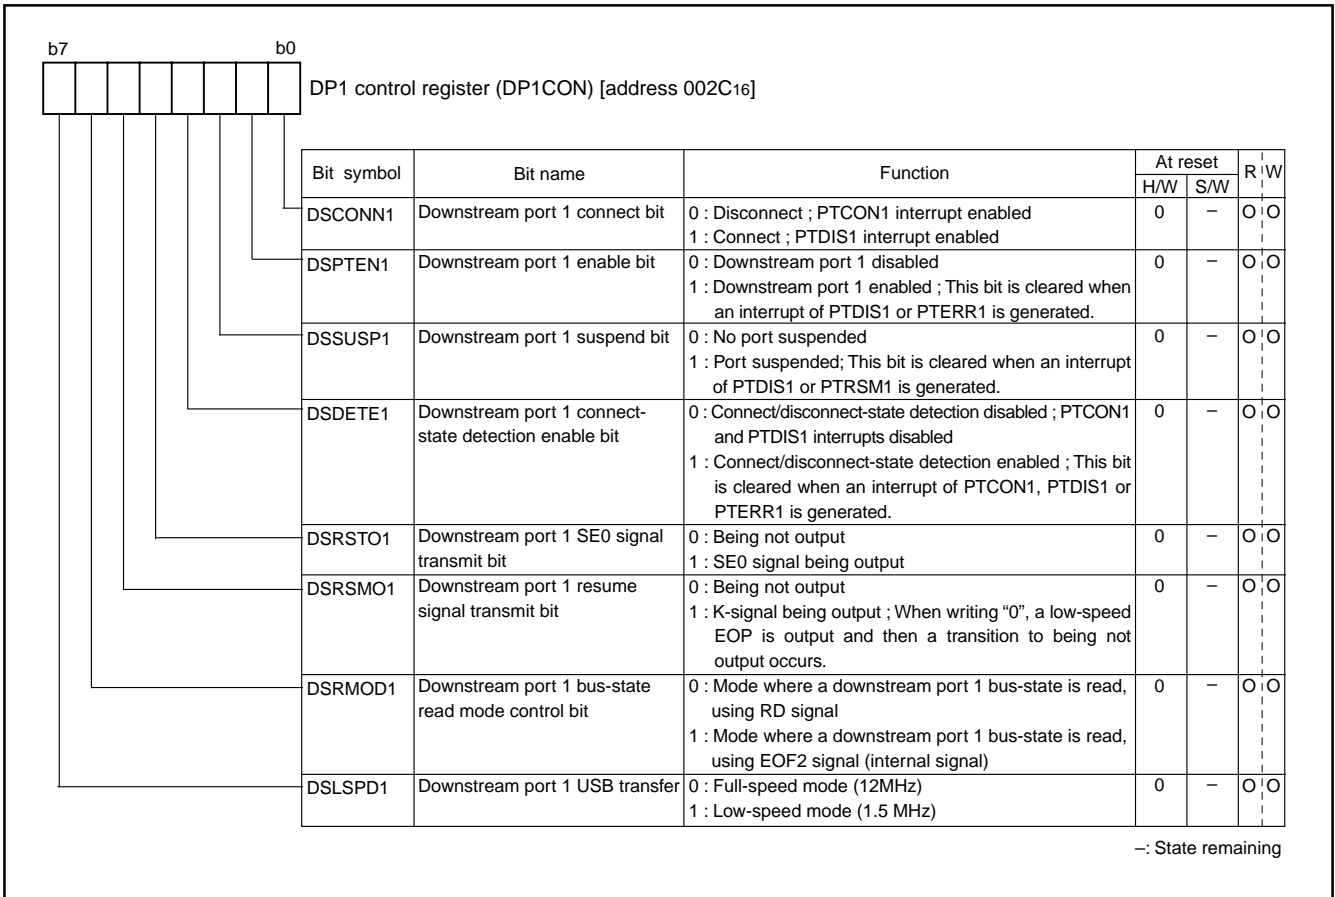 b7 b0
DP1 control register (DP1CON) [address 002C16]
Bit symbol Bit name Function At reset R W
H/W S/W
DSCONN1 Downstream port 1 connect bit 0 : Disconnect ; PTCON1 interrupt enabled 0 – O O
1 : Connect ; PTDIS1 interrupt enabled
DSPTEN1 Downstream port 1 enable bit 0 : Downstream port 1 disabled 0 – O O
1 : Downstream port 1 enabled ; This bit is cleared when
an interrupt of PTDIS1 or PTERR1 is generated.
DSSUSP1 Downstream port 1 suspend bit 0 : No port suspended 0 – O O
1 : Port suspended; This bit is cleared when an interrupt
of PTDIS1 or PTRSM1 is generated.
DSDETE1 Downstream port 1 connect- 0 : Connect/disconnect-state detection disabled ; PTCON1 0 – O O
state detection enable bit and PTDIS1 interrupts disabled
1 : Connect/disconnect-state detection enabled ; This bit
is cleared when an interrupt of PTCON1, PTDIS1 or
PTERR1 is generated.
DSRSTO1 Downstream port 1 SE0 signal 0 : Being not output 0 – O O
transmit bit 1 : SE0 signal being output
DSRSMO1 Downstream port 1 resume 0 : Being not output 0 – O O
signal transmit bit 1 : K-signal being output ; When writing “0”, a low-speed
EOP is output and then a transition to being not
output occurs.
DSRMOD1 Downstream port 1 bus-state 0 : Mode where a downstream port 1 bus-state is read, 0 – O O
read mode control bit using RD signal
1 : Mode where a downstream port 1 bus-state is read,
using EOF2 signal (internal signal)
DSLSPD1 Downstream port 1 USB transfer 0 : Full-speed mode (12MHz) 0 – O O
1 : Low-speed mode (1.5 MHz)
–: State remaining